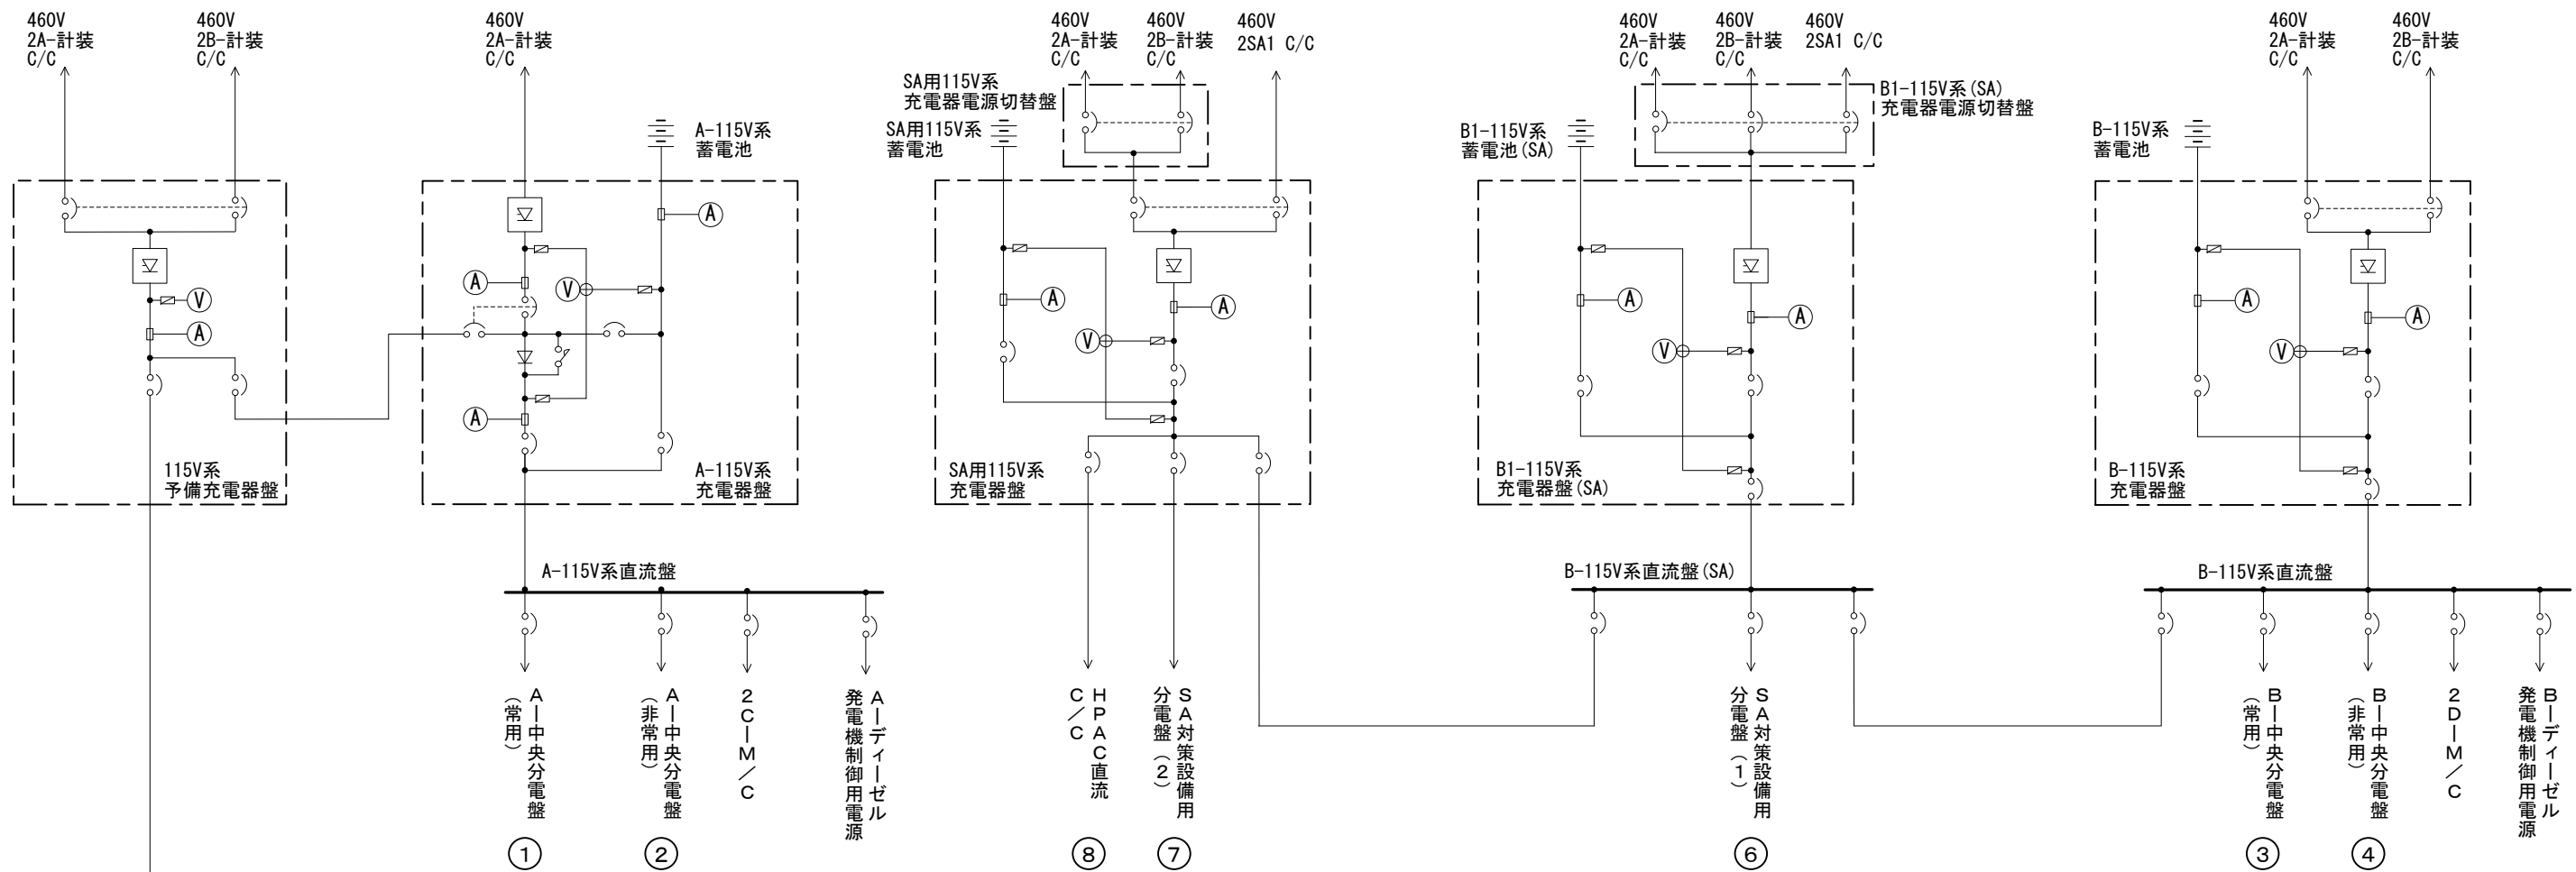 460V
2A-計装
C/C
460V
2B-計装
C/C
460V
2A-計装
C/C
460V
2A-計装
C/C
460V
2B-計装
C/C
460V
2SA1 C/C
460V
2A-計装
C/C
460V
2B-計装
C/C
460V
2SA1 C/C
460V
2A-計装
C/C
460V
2B-計装
C/C
A-115V系
蓄電池
SA用115V系
充電器電源切替盤
SA用115V系
蓄電池
B1-115V系(SA)
充電器電源切替盤
B1-115V系
蓄電池(SA)
B-115V系
蓄電池
V
A
A
V
A
A
A
V
A
A
V
A
A
V
A
115V系
予備充電器盤
A-115V系
充電器盤
SA用115V系
充電器盤
B1-115V系
充電器盤(SA)
B-115V系
充電器盤
A-115V系直流盤
B-115V系直流盤(SA)
B-115V系直流盤
A－中央分電盤
（常用）
①
A－中央分電盤
（非常用）
②
2C－M／C
A－ディーゼル
発電機制御用電源
HPAC直流
C／C
⑧
SA対策設備用
分電盤（2）
⑦
SA対策設備用
分電盤（1）
⑥
B－中央分電盤
（常用）
③
B－中央分電盤
（非常用）
④
2D－M／C
B－ディーゼル
発電機制御用電源